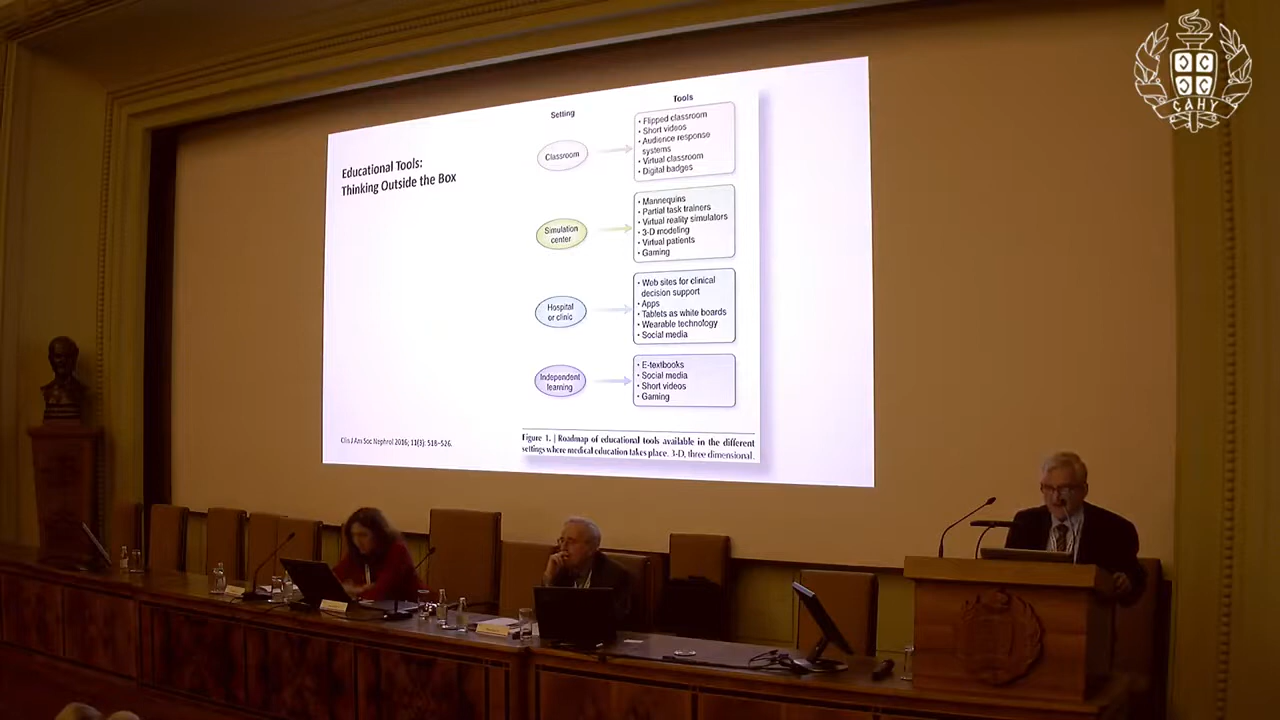 Educational Tools:
Thinking Outside the Box
Clin J Am Soc Nephrol 2016; 11(3): 518–526.
Setting
Tools
Classroom
• Flipped classroom
• Short videos
• Audience response
systems
• Virtual classroom
• Digital badges
Simulation
center
• Mannequins
• Partial task trainers
• Virtual reality simulators
• 3-D modeling
• Virtual patients
• Gaming
Hospital
or clinic
• Web sites for clinical
decision support
• Apps
• Tablets as white boards
• Wearable technology
• Social media
Independent
learning
• E-textbooks
• Social media
• Short videos
• Gaming
Figure 1. | Roadmap of educational tools available in the different
settings where medical education takes place. 3-D, three dimensional.
САНУ